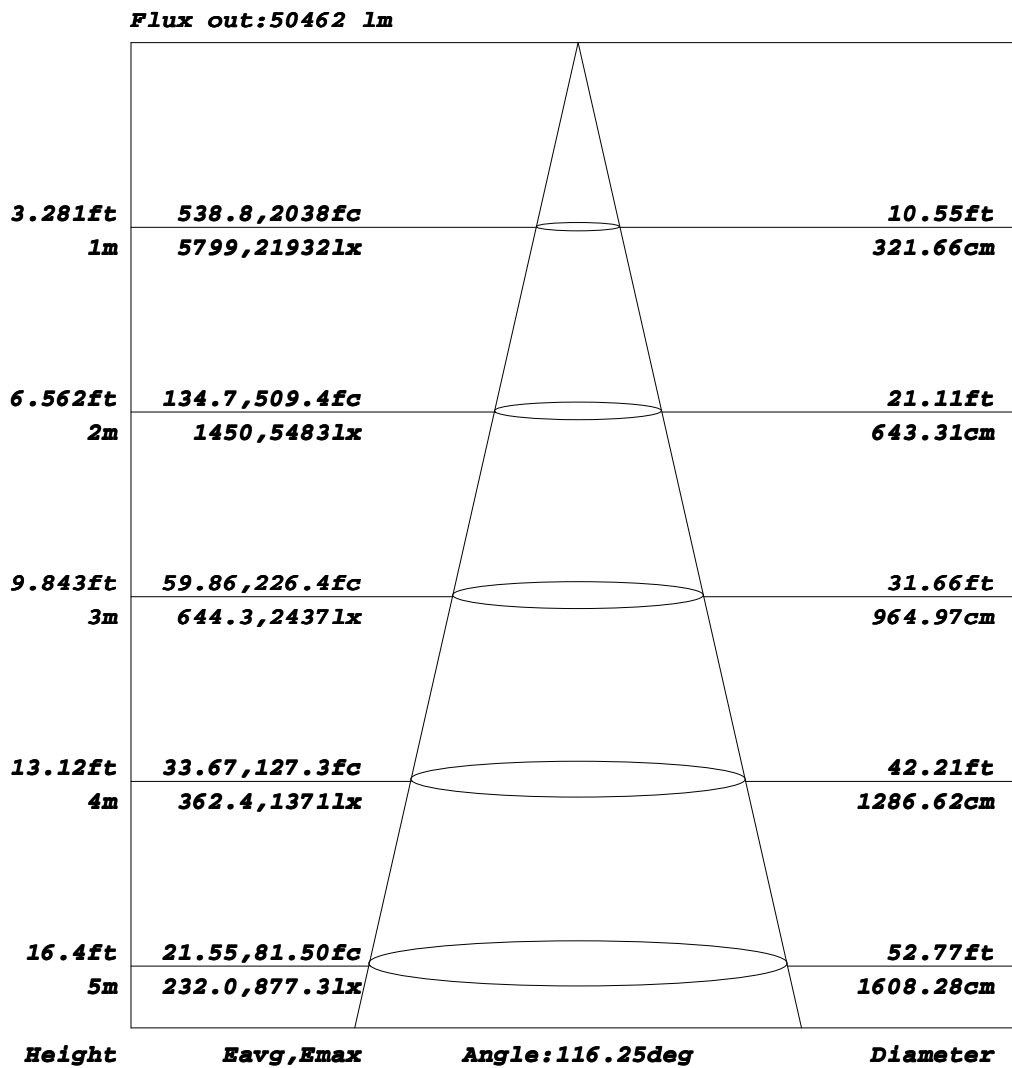 Flux out:50462 lm
3.281ft 538.8,2038fc 10.55ft
1m 5799,21932lx 321.66cm
6.562ft 134.7,509.4fc 21.11ft
2m 1450,5483lx 643.31cm
9.843ft 59.86,226.4fc 31.66ft
3m 644.3,2437lx 964.97cm
13.12ft 33.67,127.3fc 42.21ft
4m 362.4,1371lx 1286.62cm
16.4ft 21.55,81.50fc 52.77ft
5m 232.0,877.3lx 1608.28cm
Height Eavg,Emax Angle:116.25deg Diameter